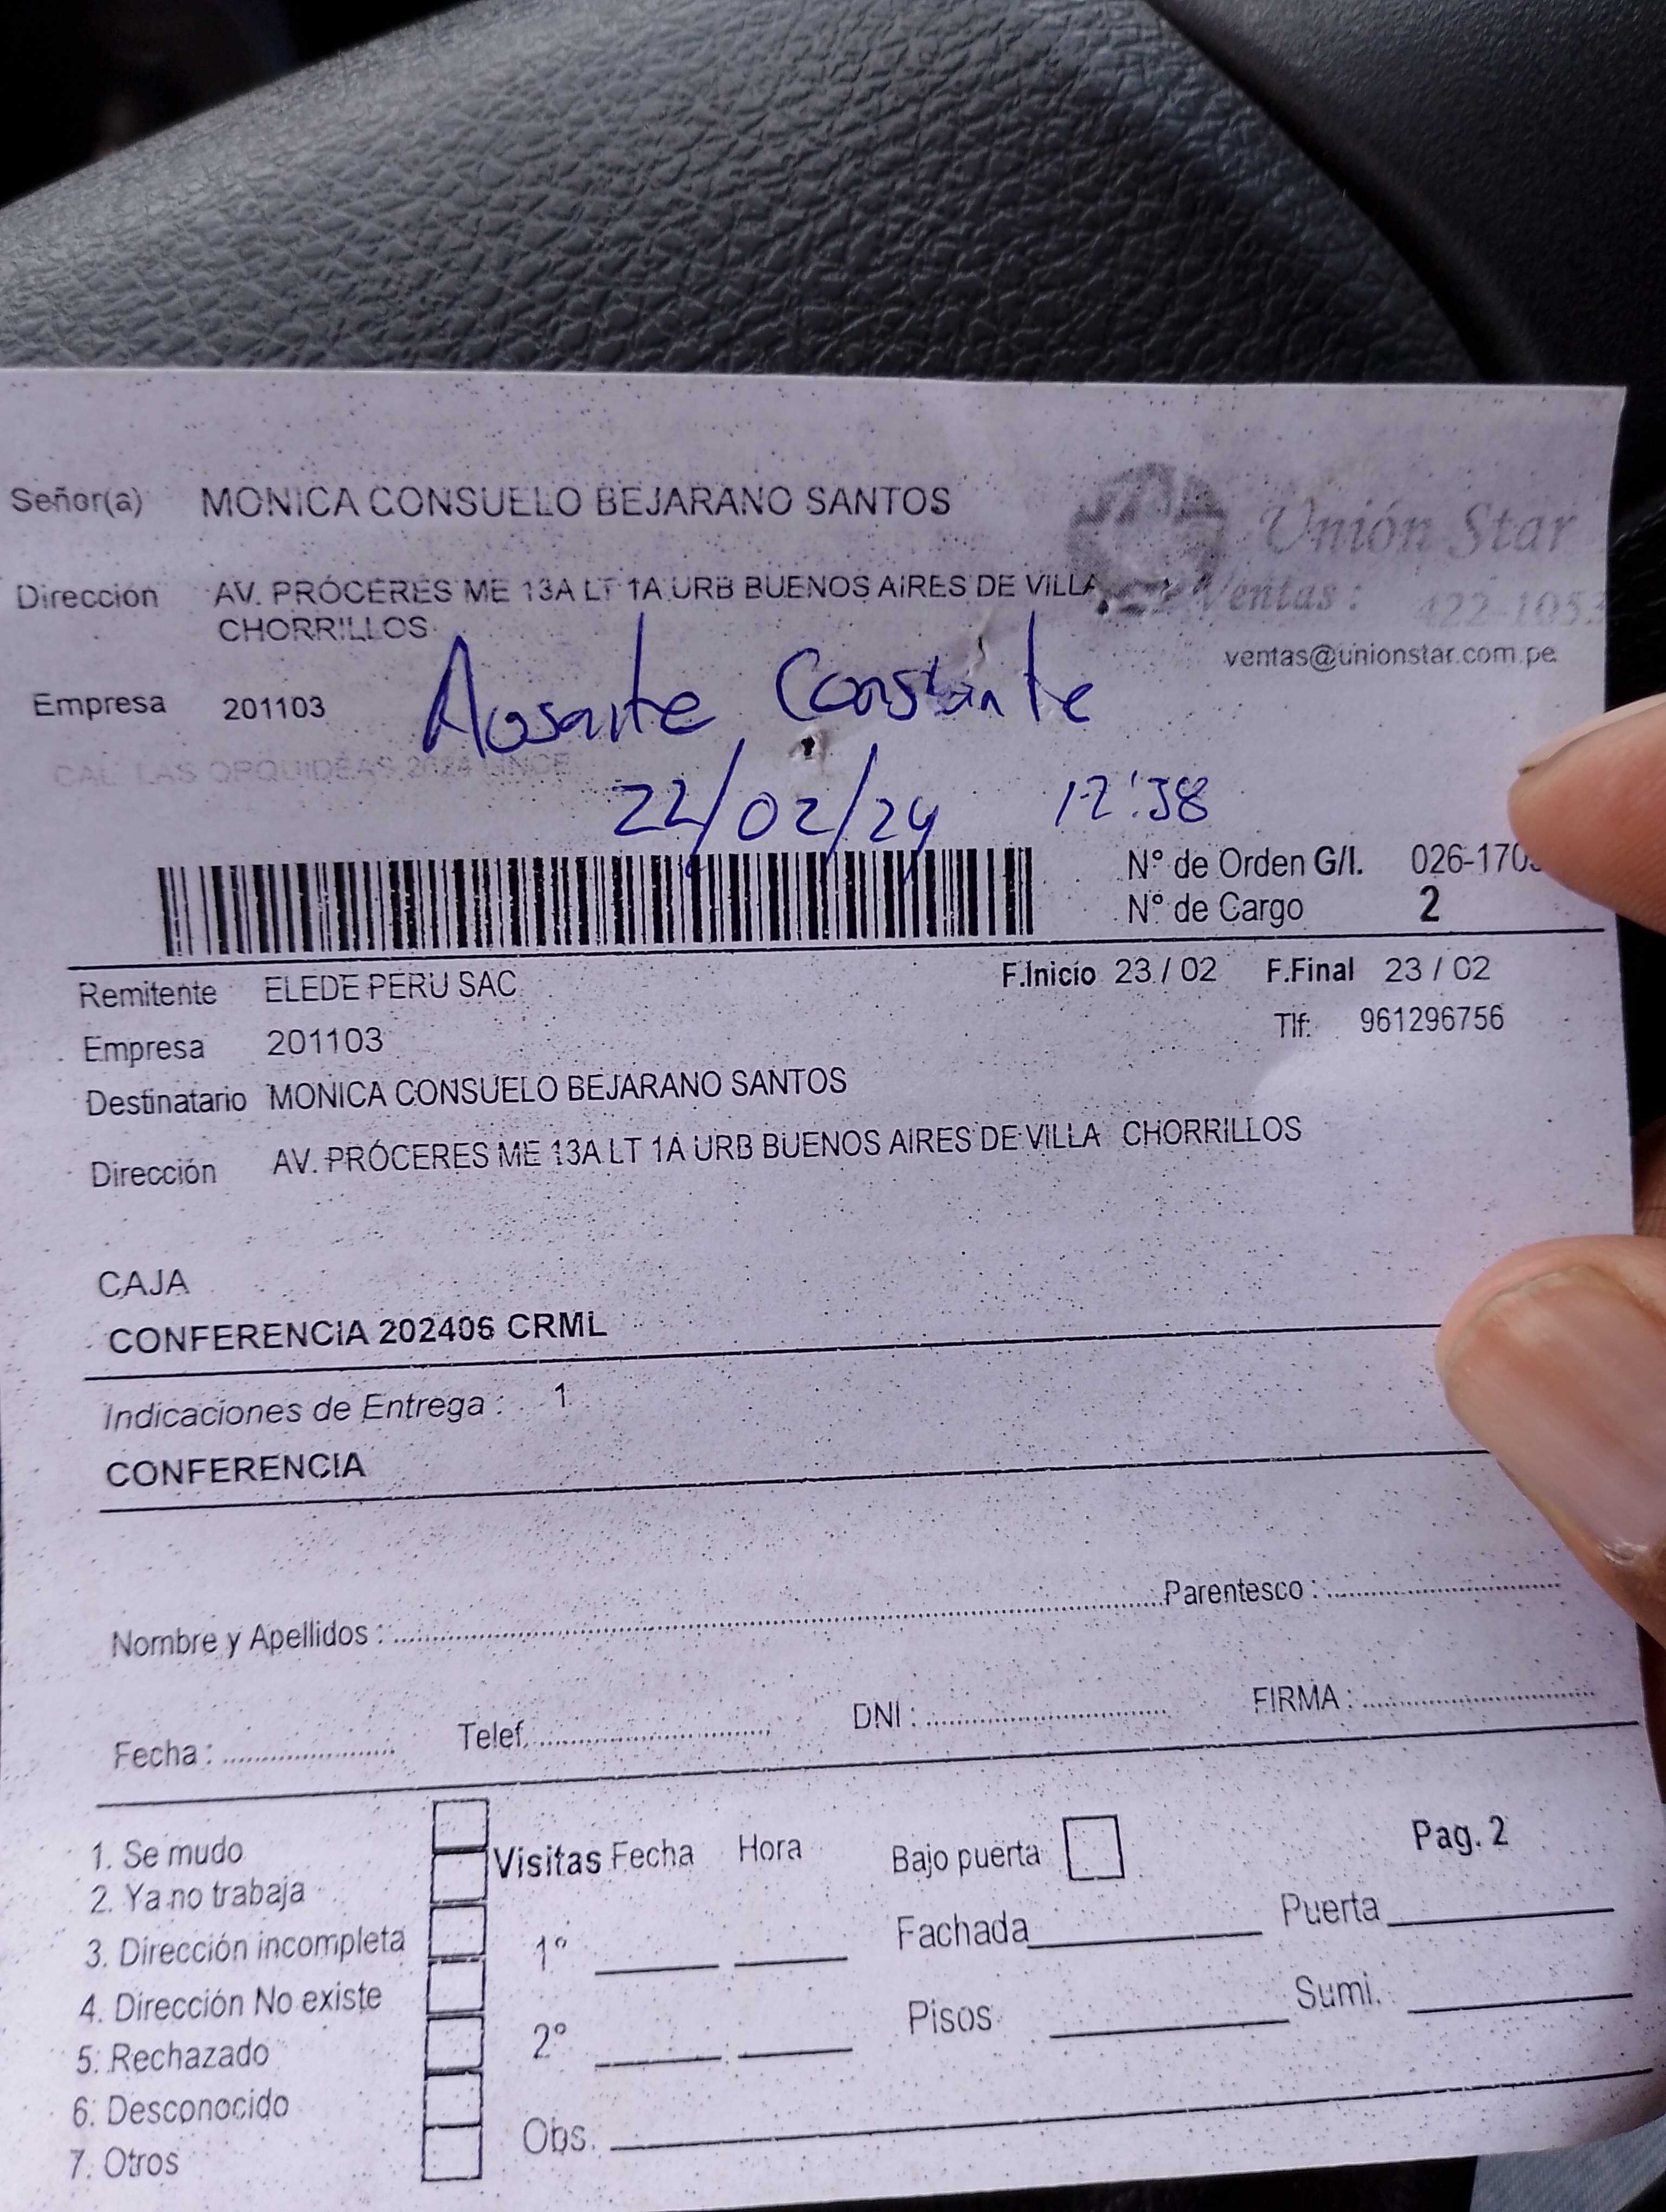 Señor(a) MONICA CONSUELO BEJARANO SANTOS
Unión Star
Dirección AV. PRÓCERES ME 13A LT 1A URB BUENOS AIRES DE VILLA
CHORRILLOS
Ventas : 422-105
ventas@unionstar.com.pe
Empresa 201103
Constante
CAL. LAS ORQUIDEAS 2624 LINCE
22/02/24 12:38
Nº de Orden G/I. 026-170
Nº de Cargo 2
Remitente ELEDE PERU SAC
F.Inicio 23 / 02 F.Final 23 / 02
Empresa 201103
Tlf: 961296756
Destinatario MONICA CONSUELO BEJARANO SANTOS
Dirección AV. PRÓCERES ME 13A LT 1A URB BUENOS AIRES DE VILLA CHORRILLOS
CAJA
CONFERENCIA 202406 CRML
Indicaciones de Entrega : 1
CONFERENCIA
Nombre y Apellidos : Parentesco :
Fecha : Telef. DNI : FIRMA :
1. Se mudo
2. Ya no trabaja
3. Dirección incompleta
4. Dirección No existe
5. Rechazado
6. Desconocido
7. Otros
Visitas Fecha Hora
1º
2º
Bajo puerta
Pag. 2
Fachada Puerta
Pisos Sumi.
Obs.